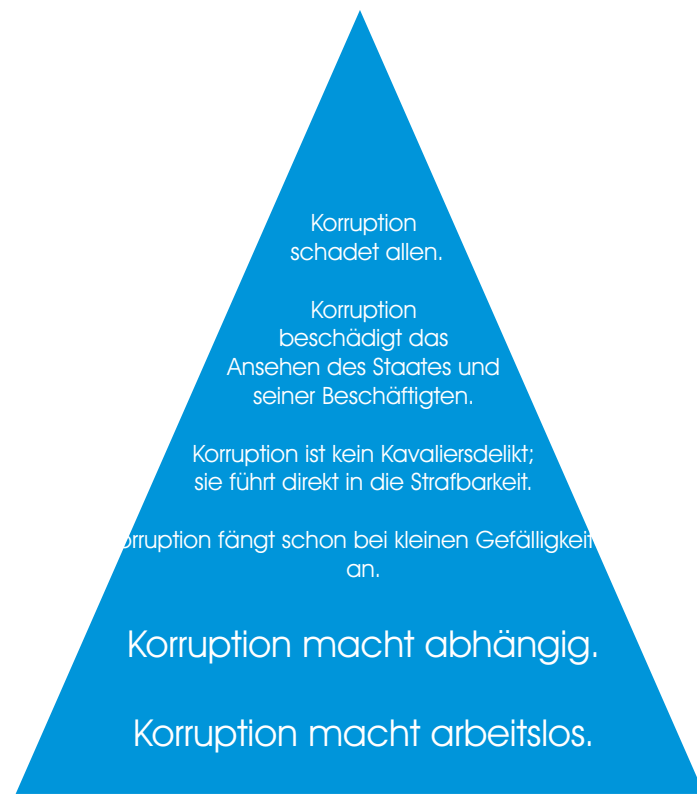 Korruption
schadet allen.
Korruption
beschädigt das
Ansehen des Staates und
seiner Beschäftigten.
Korruption ist kein Kavaliersdelikt;
sie führt direkt in die Strafbarkeit.
orruption fängt schon bei kleinen Gefälligkeit
an.
Korruption macht abhängig.
Korruption macht arbeitslos.